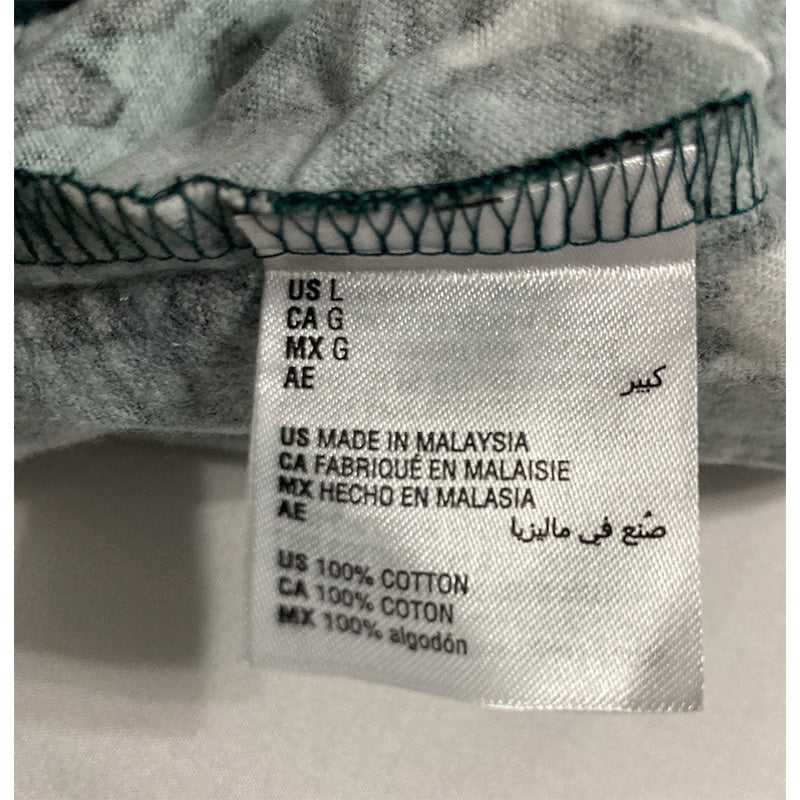 US L
CA G
MX G
AE كبير
US MADE IN MALAYSIA
CA FABRIQUÉ EN MALAISIE
MX HECHO EN MALASIA
AE صُنع في ماليزيا
US 100% COTTON
CA 100% COTON
MX 100% algodón